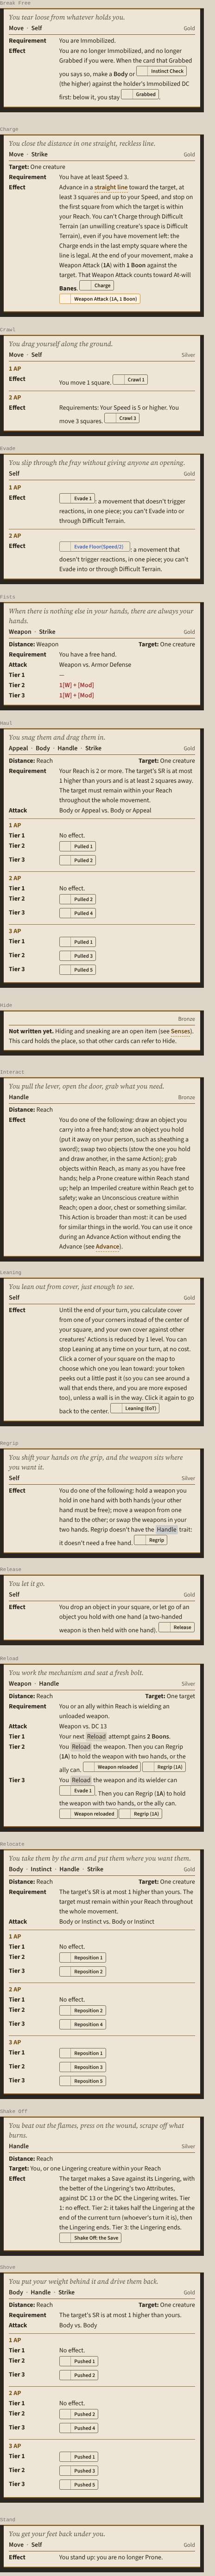 Break Free
You tear loose from whatever holds you.
Move · Self Gold
Requirement You are Immobilized.
Effect You are no longer Immobilized, and no longer
Grabbed if you were. When the card that Grabbed
you says so, make a Body or Instinct Check
(the higher) against the holder's Immobilized DC
first: below it, you stay Grabbed.
Charge
You close the distance in one straight, reckless line.
Move · Strike Gold
Target: One creature
Requirement You have at least Speed 3.
Effect Advance in a straight line toward the target, at
least 3 squares and up to your Speed, and stop on
the first square from which the target is within
your Reach. You can't Charge through Difficult
Terrain (an unwilling creature's space is Difficult
Terrain), even if you have movement left: the
Charge ends in the last empty square where the
line is legal. At the end of your movement, make a
Weapon Attack (1A) with 1 Boon against the
target. That Weapon Attack counts toward At-will
Banes. Charge
Weapon Attack (1A, 1 Boon)
Crawl
You drag yourself along the ground.
Move · Self Silver
1 AP
Effect You move 1 square. Crawl 1
2 AP
Effect Requirements: Your Speed is 5 or higher. You
move 3 squares. Crawl 3
Evade
You slip through the fray without giving anyone an opening.
Self Gold
1 AP
Effect Evade 1: a movement that doesn't trigger
reactions, in one piece; you can't Evade into or
through Difficult Terrain.
2 AP
Effect Evade Floor(Speed/2): a movement that
doesn't trigger reactions, in one piece; you can't
Evade into or through Difficult Terrain.
Fists
When there is nothing else in your hands, there are always your
hands.
Weapon · Strike Gold
Distance: Weapon Target: One creature
Requirement You have a free hand.
Attack Weapon vs. Armor Defense
Tier 1 —
Tier 2 1[W] + [Mod]
Tier 3 1[W] + [Mod]
Haul
You snag them and drag them in.
Appeal · Body · Handle · Strike Gold
Distance: Reach Target: One creature
Requirement Your Reach is 2 or more. The target's SR is at most
1 higher than yours and is at least 2 squares away.
The target must remain within your Reach
throughout the whole movement.
Attack Body or Appeal vs. Body or Appeal
1 AP
Tier 1 No effect.
Tier 2 Pulled 1
Tier 3 Pulled 2
2 AP
Tier 1 No effect.
Tier 2 Pulled 2
Tier 3 Pulled 4
3 AP
Tier 1 Pulled 1
Tier 2 Pulled 3
Tier 3 Pulled 5
Hide
Bronze
Not written yet. Hiding and sneaking are an open item (see Senses).
This card holds the place, so that other cards can refer to Hide.
Interact
You pull the lever, open the door, grab what you need.
Handle Bronze
Distance: Reach
Effect You do one of the following: draw an object you
carry into a free hand; stow an object you hold
(put it away on your person, such as sheathing a
sword); swap two objects (stow the one you hold
and draw another, in the same Action); grab
objects within Reach, as many as you have free
hands; help a Prone creature within Reach stand
up; help an Imperiled creature within Reach get to
safety; wake an Unconscious creature within
Reach; open a door, chest or something similar.
This Action is broader than most: it can be used
for similar things in the world. You can use it once
during an Advance Action without ending the
Advance (see Advance).
Leaning
You lean out from cover, just enough to see.
Self Gold
Effect Until the end of your turn, you calculate cover
from one of your corners instead of the center of
your square, and your own cover against other
creatures' Actions is reduced by 1 level. You can
stop Leaning at any time on your turn, at no cost.
Click a corner of your square on the map to
choose which one you lean toward: your token
peeks out a little past it (so you can see around a
wall that ends there, and you are more exposed
too), unless a wall is in the way. Click it again to go
back to the center. Leaning (EoT)
Regrip
You shift your hands on the grip, and the weapon sits where
you want it.
Self Silver
Effect You do one of the following: hold a weapon you
hold in one hand with both hands (your other
hand must be free); move a weapon from one
hand to the other; or swap the weapons in your
two hands. Regrip doesn't have the Handle trait:
it doesn't need a free hand. Regrip
Release
You let it go.
Self Gold
Effect You drop an object in your square, or let go of an
object you hold with one hand (a two-handed
weapon is then held with one hand). Release
Reload
You work the mechanism and seat a fresh bolt.
Weapon · Handle Silver
Distance: Reach Target: One target
Requirement You or an ally within Reach is wielding an
unloaded weapon.
Attack Weapon vs. DC 13
Tier 1 Your next Reload attempt gains 2 Boons.
Tier 2 You Reload the weapon. Then you can Regrip
(1A) to hold the weapon with two hands, or the
ally can. Weapon reloaded Regrip (1A)
Tier 3 You Reload the weapon and its wielder can
Evade 1. Then you can Regrip (1A) to hold
the weapon with two hands, or the ally can.
Weapon reloaded Regrip (1A)
Relocate
You take them by the arm and put them where you want them.
Body · Instinct · Handle · Strike Gold
Distance: Reach Target: One creature
Requirement The target's SR is at most 1 higher than yours. The
target must remain within your Reach throughout
the whole movement.
Attack Body or Instinct vs. Body or Instinct
1 AP
Tier 1 No effect.
Tier 2 Reposition 1
Tier 3 Reposition 2
2 AP
Tier 1 No effect.
Tier 2 Reposition 2
Tier 3 Reposition 4
3 AP
Tier 1 Reposition 1
Tier 2 Reposition 3
Tier 3 Reposition 5
Shake Off
You beat out the flames, press on the wound, scrape off what
burns.
Handle Silver
Distance: Reach
Target: You, or one Lingering creature within your Reach
Effect The target makes a Save against its Lingering, with
the better of the Lingering's two Attributes,
against DC 13 or the DC the Lingering writes. Tier
1: no effect. Tier 2: it takes half the Lingering at the
end of the current turn (whoever's turn it is), then
the Lingering ends. Tier 3: the Lingering ends.
Shake Off: the Save
Shove
You put your weight behind it and drive them back.
Body · Handle · Strike Gold
Distance: Reach Target: One creature
Requirement The target's SR is at most 1 higher than yours.
Attack Body vs. Body
1 AP
Tier 1 No effect.
Tier 2 Pushed 1
Tier 3 Pushed 2
2 AP
Tier 1 No effect.
Tier 2 Pushed 2
Tier 3 Pushed 4
3 AP
Tier 1 Pushed 1
Tier 2 Pushed 3
Tier 3 Pushed 5
Stand
You get your feet back under you.
Move · Self Silver
Effect You stand up: you are no longer Prone.